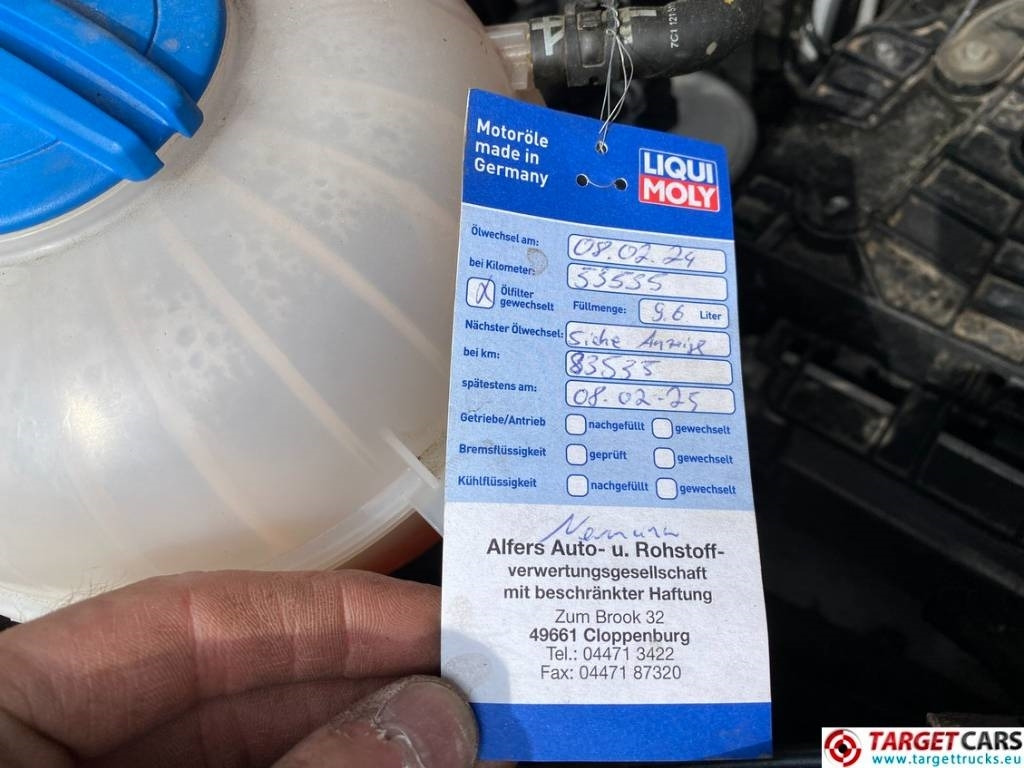 7C1 121
Motoröle
made in
Germany
LIQUI
MOLY
Ölwechsel am: 08.02.24
bei Kilometer: 53535
X Ölfilter
gewechselt
Füllmenge: 9.6 Liter
Nächster Ölwechsel: Siehe Anzeige
bei km: 83535
spätestens am: 08.02-25
Getriebe/Antrieb nachgefüllt gewechselt
Bremsflüssigkeit geprüft gewechselt
Kühlflüssigkeit nachgefüllt gewechselt
Alfers Auto- u. Rohstoff-
verwertungsgesellschaft
mit beschränkter Haftung
Zum Brook 32
49661 Cloppenburg
Tel.: 04471 3422
Fax: 04471 87320
TARGETCARS
www.targettrucks.eu